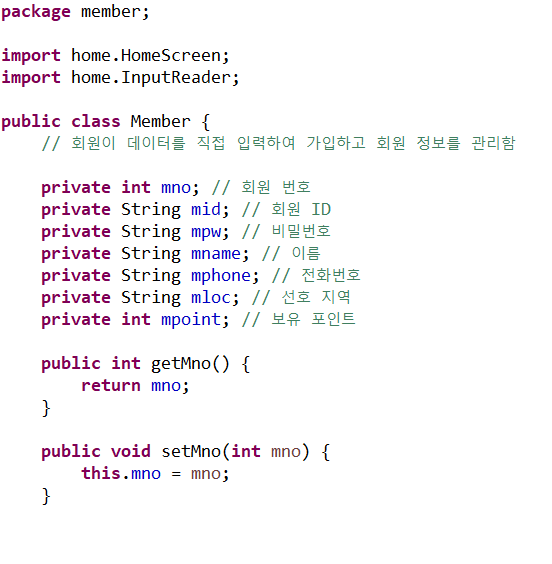 package member;
import home.HomeScreen;
import home.InputReader;
public class Member {
// 회원이 데이터를 직접 입력하여 가입하고 회원 정보를 관리함
private int mno; // 회원 번호
private String mid; // 회원 ID
private String mpw; // 비밀번호
private String mname; // 이름
private String mphone; // 전화번호
private String mloc; // 선호 지역
private int mpoint; // 보유 포인트
public int getMno() {
return mno;
}
public void setMno(int mno) {
this.mno = mno;
}